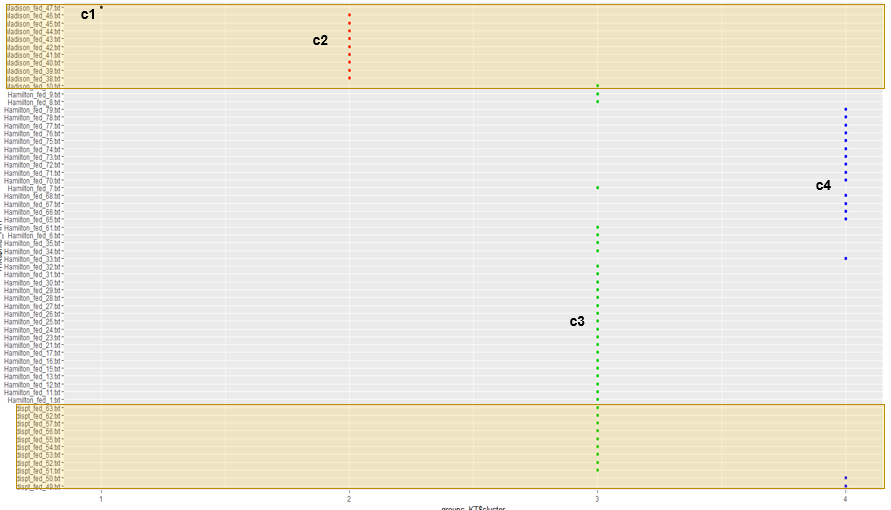 Madison_fed_47.txt
c1
Madison_fed_46.txt
Madison_fed_45.txt
Madison_fed_44.txt
Madison_fed_43.txt
c2
Madison_fed_42.txt
Madison_fed_41.txt
Madison_fed_40.txt
Madison_fed_39.txt
Madison_fed_38.txt
Madison_fed_10.txt
Hamilton_fed_9.txt
Hamilton_fed_8.txt
Hamilton_fed_79.txt
Hamilton_fed_78.txt
Hamilton_fed_77.txt
Hamilton_fed_76.txt
Hamilton_fed_75.txt
Hamilton_fed_74.txt
Hamilton_fed_73.txt
Hamilton_fed_72.txt
Hamilton_fed_71.txt
Hamilton_fed_70.txt
c4
Hamilton_fed_7.txt
Hamilton_fed_68.txt
Hamilton_fed_67.txt
Hamilton_fed_66.txt
Hamilton_fed_65.txt
Hamilton_fed_61.txt
Hamilton_fed_6.txt
Hamilton_fed_35.txt
Hamilton_fed_34.txt
Hamilton_fed_33.txt
Hamilton_fed_32.txt
Hamilton_fed_31.txt
Hamilton_fed_30.txt
Hamilton_fed_29.txt
Hamilton_fed_28.txt
Hamilton_fed_27.txt
Hamilton_fed_26.txt
c3
Hamilton_fed_25.txt
Hamilton_fed_24.txt
Hamilton_fed_23.txt
Hamilton_fed_21.txt
Hamilton_fed_17.txt
Hamilton_fed_16.txt
Hamilton_fed_15.txt
Hamilton_fed_13.txt
Hamilton_fed_12.txt
Hamilton_fed_11.txt
Hamilton_fed_1.txt
dispt_fed_63.txt
dispt_fed_62.txt
dispt_fed_57.txt
dispt_fed_56.txt
dispt_fed_55.txt
dispt_fed_54.txt
dispt_fed_53.txt
dispt_fed_52.txt
dispt_fed_51.txt
dispt_fed_50.txt
dispt_fed_49.txt
1 2 3 4
groups_KT$cluster